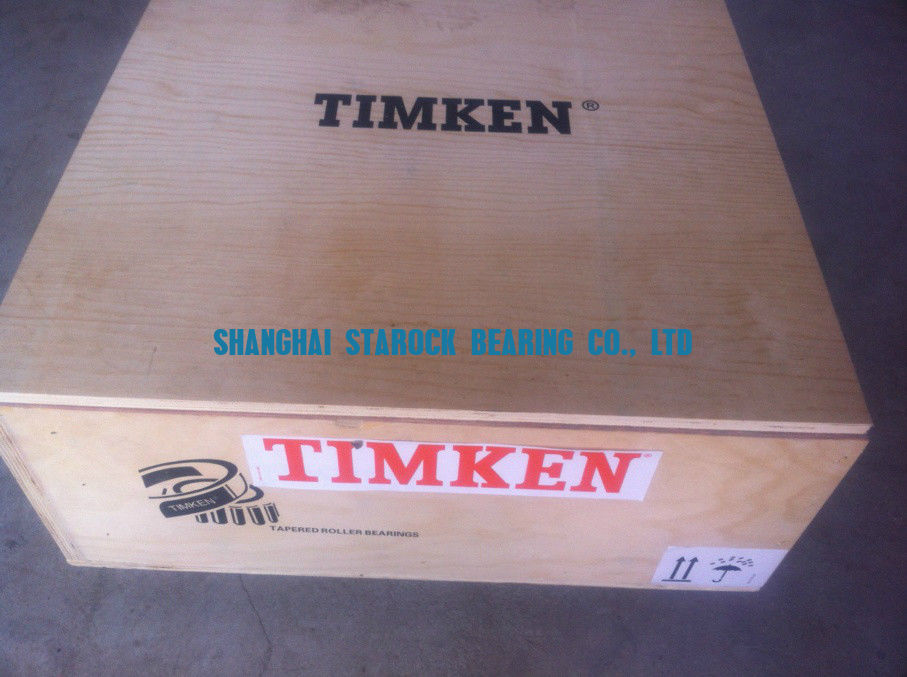 TIMKEN®
SHANGHAI STAROCK BEARING CO., LTD
TIMKEN®
TIMKEN
TAPERED ROLLER BEARINGS